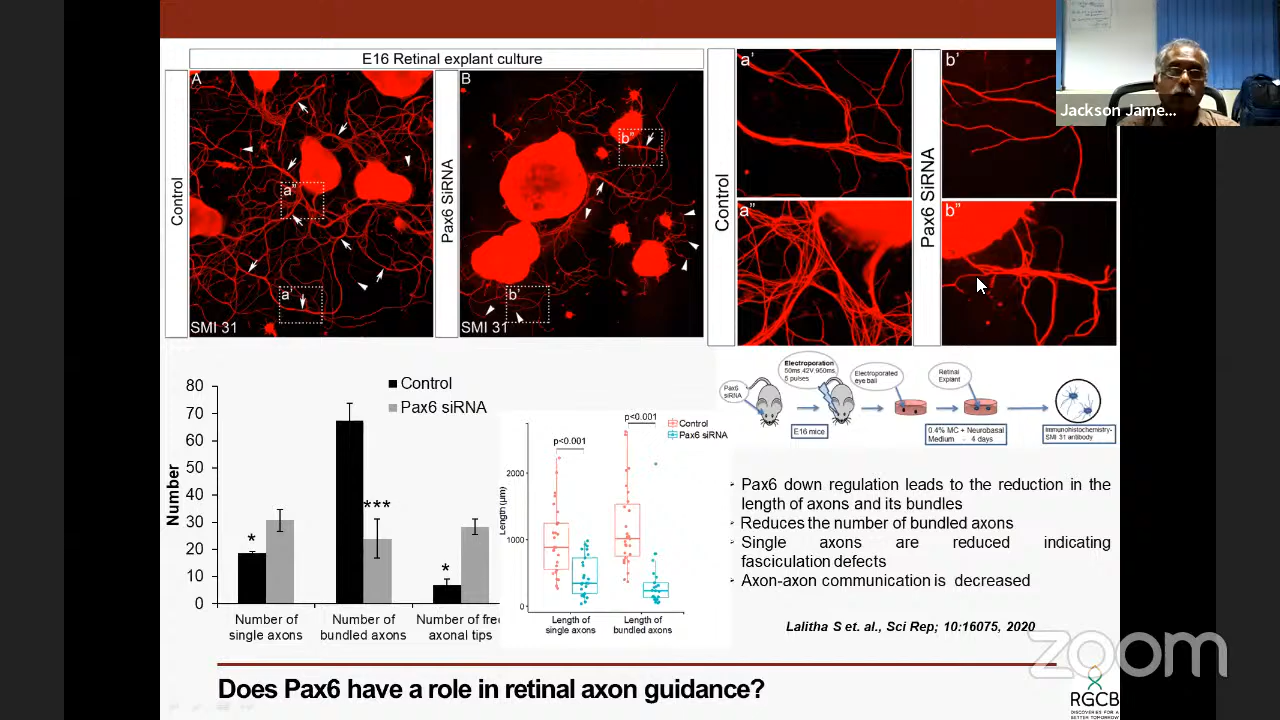 E16 Retinal explant culture
Control
A
a"
a'
SMI 31
Pax6 SiRNA
B
b"
b'
SMI 31
Control
a'
a"
Pax6 SiRNA
b'
b"
Jackson Jame...
80
70
60
50
40
30
20
10
0
Number
Control
Pax6 siRNA
*
***
*
Number of
single axons
Number of
bundled axons
Number of free
axonal tips
Length (µm)
2000
1000
0
p<0.001
p<0.001
Control
Pax6 siRNA
Length of
single axons
Length of
bundled axons
Pax6
siRNA
Electroporation
50ms.42V.950ms,
5 pulses
Electroporated
eye ball
Retinal
Explant
E16 mice
0.4% MC + Neurobasal
Medium - 4 days
Immunohistochemistry-
SMI 31 antibody
Pax6 down regulation leads to the reduction in the
length of axons and its bundles
Reduces the number of bundled axons
Single axons are reduced indicating
fasciculation defects
Axon-axon communication is decreased
Lalitha S et. al., Sci Rep; 10:16075, 2020
zoom
Does Pax6 have a role in retinal axon guidance?
RGCB
DISCOVERIES FOR A
BETTER TOMORROW